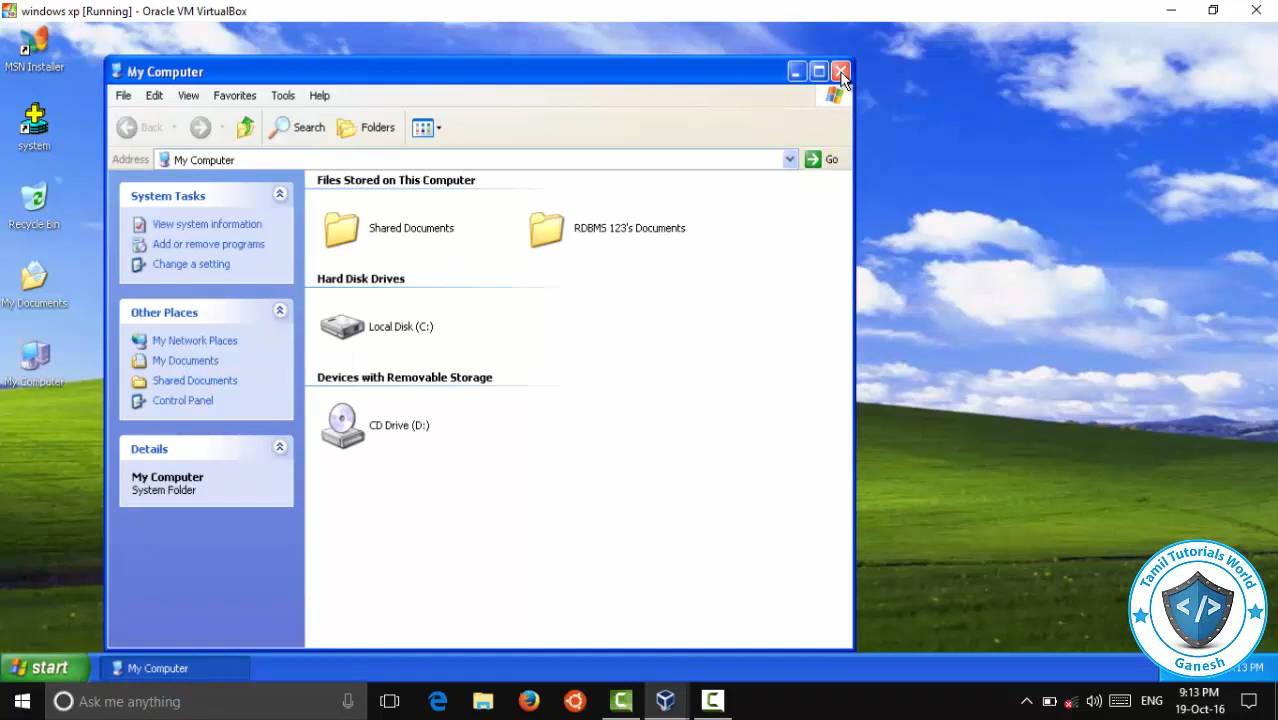 windows xp [Running] - Oracle VM VirtualBox
MSN Installer
system
Recycle Bin
My Documents
My Computer
My Computer
File Edit View Favorites Tools Help
Back Search Folders
Address My Computer Go
System Tasks
View system information
Add or remove programs
Change a setting
Other Places
My Network Places
My Documents
Shared Documents
Control Panel
Details
My Computer
System Folder
Files Stored on This Computer
Shared Documents RDBMS 123's Documents
Hard Disk Drives
Local Disk (C:)
Devices with Removable Storage
CD Drive (D:)
Tamil Tutorials World
</>
Ganesh
start My Computer :13 PM
Ask me anything ENG 9:13 PM
19-Oct-16